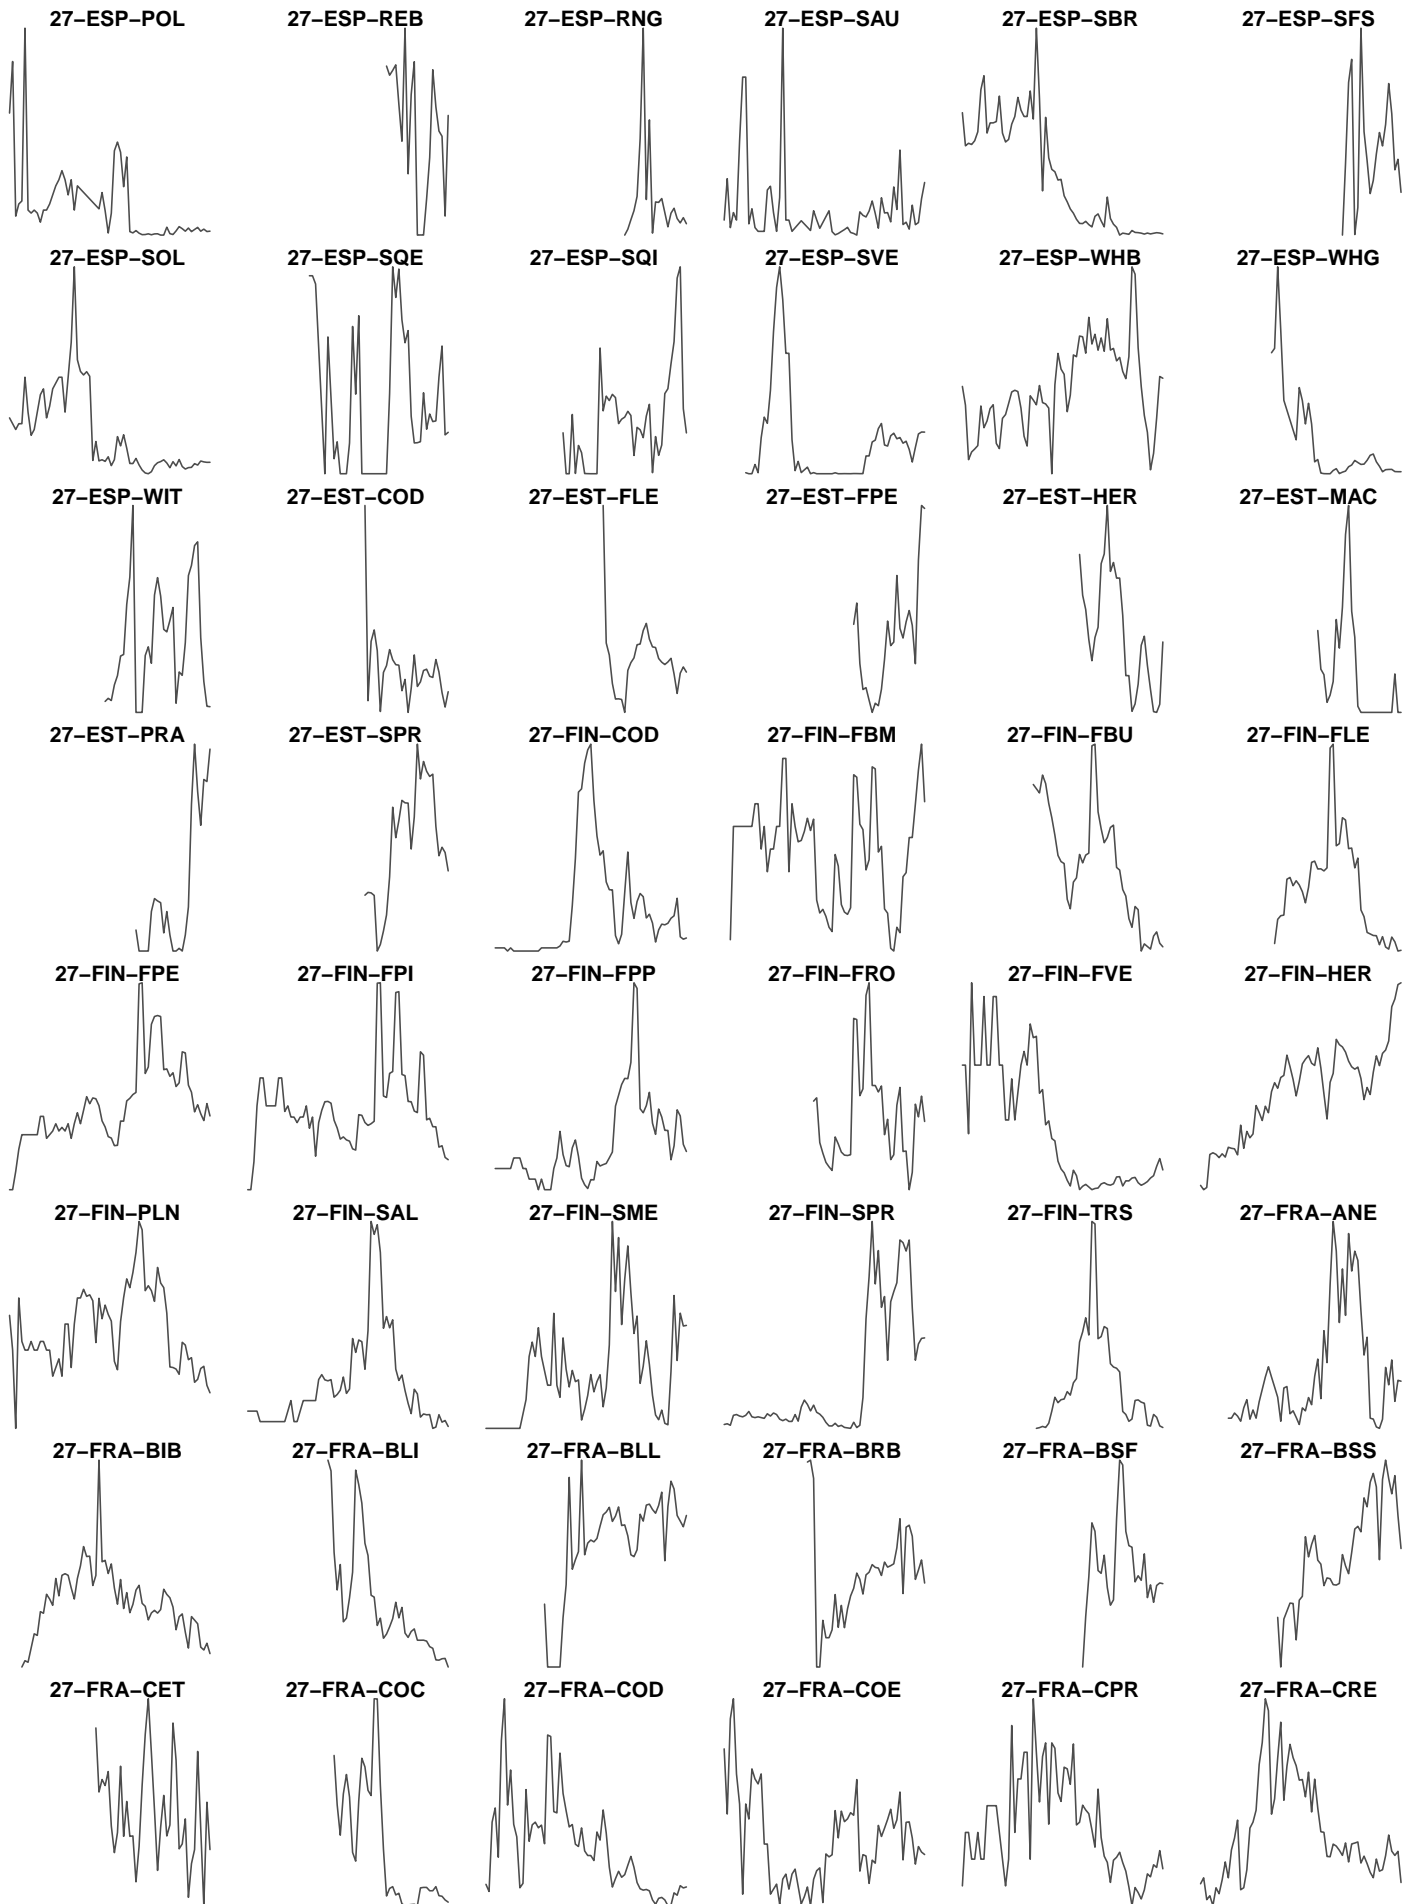 27–ESP–POL 27–ESP–REB 27–ESP–RNG 27–ESP–SAU 27–ESP–SBR 27–ESP–SFS
27–ESP–SOL 27–ESP–SQE 27–ESP–SQI 27–ESP–SVE 27–ESP–WHB 27–ESP–WHG
27–ESP–WIT 27–EST–COD 27–EST–FLE 27–EST–FPE 27–EST–HER 27–EST–MAC
27–EST–PRA 27–EST–SPR 27–FIN–COD 27–FIN–FBM 27–FIN–FBU 27–FIN–FLE
27–FIN–FPE 27–FIN–FPI 27–FIN–FPP 27–FIN–FRO 27–FIN–FVE 27–FIN–HER
27–FIN–PLN 27–FIN–SAL 27–FIN–SME 27–FIN–SPR 27–FIN–TRS 27–FRA–ANE
27–FRA–BIB 27–FRA–BLI 27–FRA–BLL 27–FRA–BRB 27–FRA–BSF 27–FRA–BSS
27–FRA–CET 27–FRA–COC 27–FRA–COD 27–FRA–COE 27–FRA–CPR 27–FRA–CRE